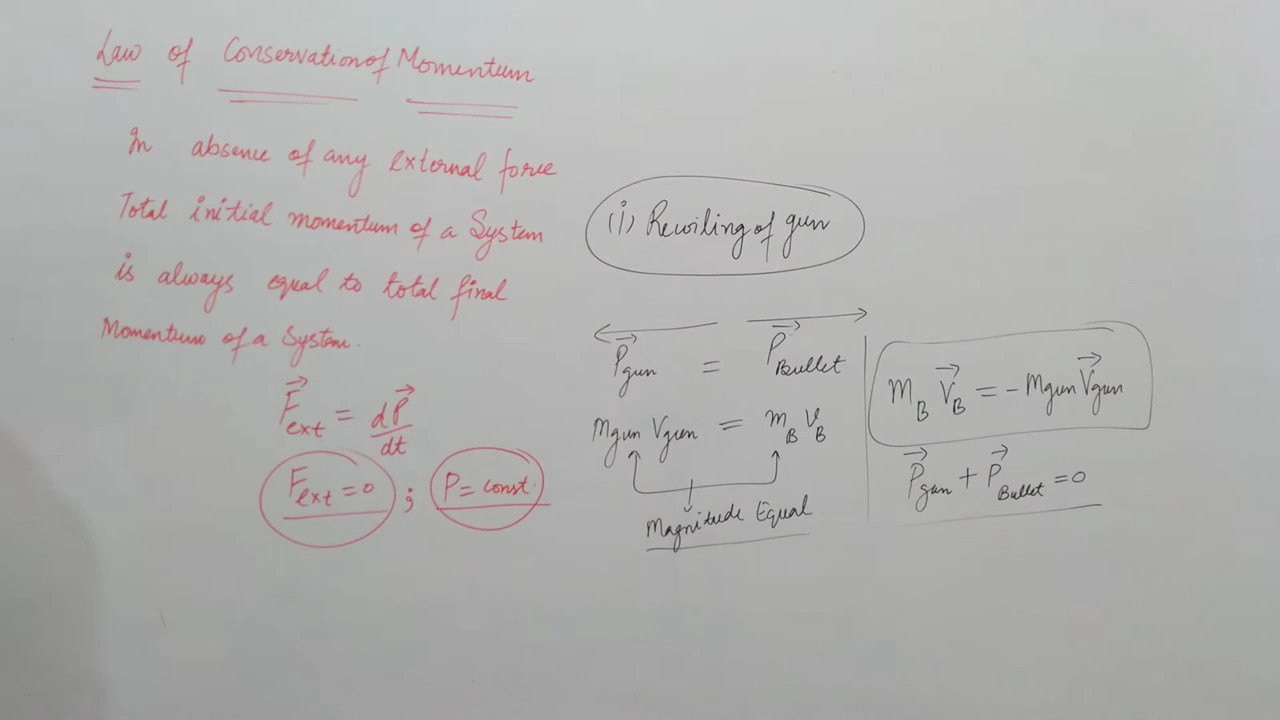 Law of Conservation of Momentum
In absence of any external force
Total initial momentum of a System
is always equal to total final
Momentum of a System.
F⃗ext = dP⃗/dt
Fext = 0 ; P = const.
(i) Recoiling of gun
P⃗gun = P⃗Bullet
Mgun Vgun = mB VB
Magnitude Equal
mB V⃗B = - Mgun V⃗gun
P⃗gun + P⃗Bullet = 0